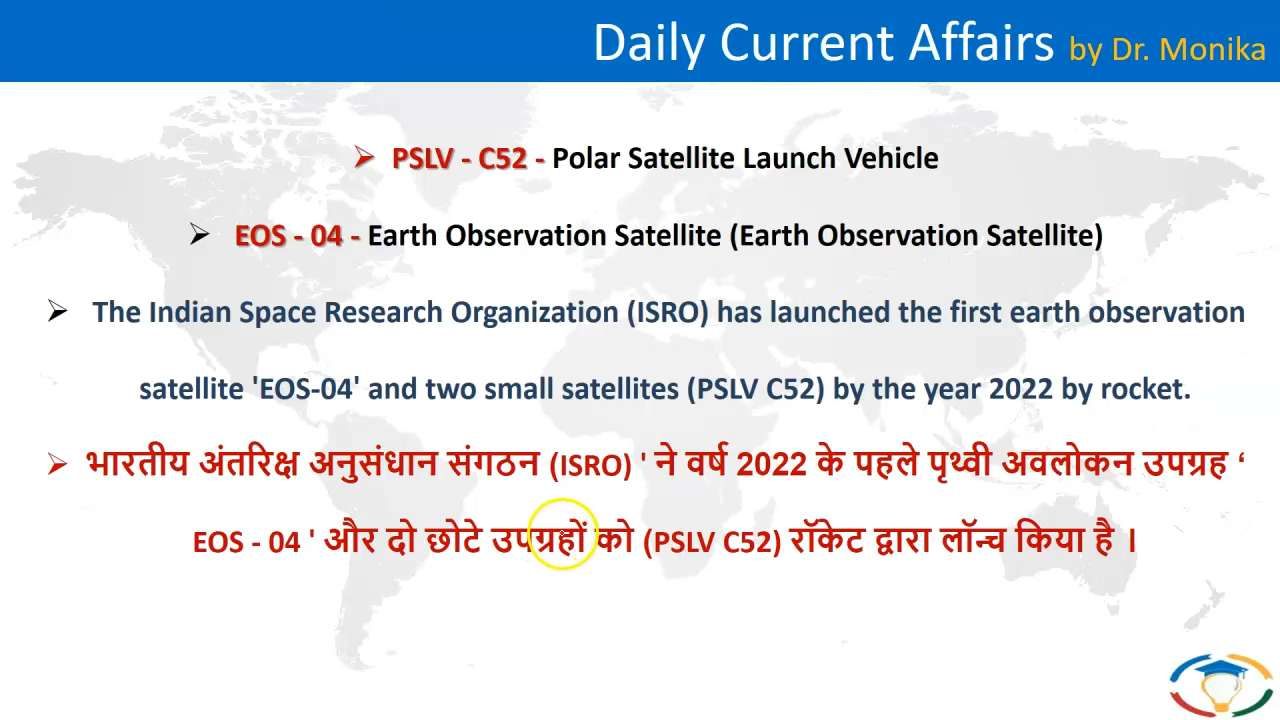 Daily Current Affairs by Dr. Monika
PSLV - C52 - Polar Satellite Launch Vehicle
EOS - 04 - Earth Observation Satellite (Earth Observation Satellite)
The Indian Space Research Organization (ISRO) has launched the first earth observation
satellite 'EOS-04' and two small satellites (PSLV C52) by the year 2022 by rocket.
भारतीय अंतरिक्ष अनुसंधान संगठन (ISRO) ' ने वर्ष 2022 के पहले पृथ्वी अवलोकन उपग्रह ‘
EOS - 04 ' और दो छोटे उपग्रहों को (PSLV C52) रॉकेट द्वारा लॉन्च किया है ।